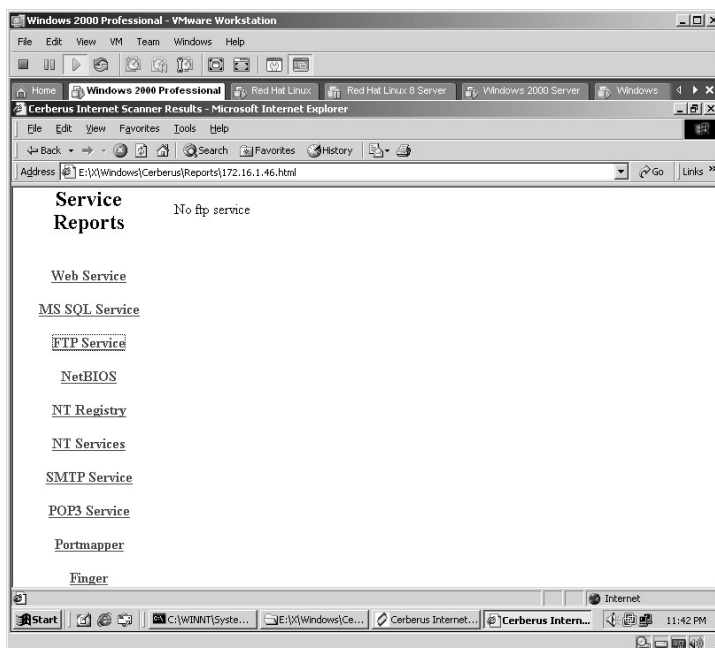 Windows 2000 Professional - VMware Workstation
File Edit View VM Team Windows Help
Home Windows 2000 Professional Red Hat Linux Red Hat Linux 8 Server Windows 2000 Server Windows
Cerberus Internet Scanner Results - Microsoft Internet Explorer
File Edit View Favorites Tools Help
Back Search Favorites History
Address E:\X\Windows\Cerberus\Reports\172.16.1.46.html Go Links »
Service
Reports
No ftp service
Web Service
MS SQL Service
FTP Service
NetBIOS
NT Registry
NT Services
SMTP Service
POP3 Service
Portmapper
Finger
Internet
Start C:\WINNT\Syste... E:\X\Windows\Ce... Cerberus Internet... Cerberus Intern... 11:42 PM